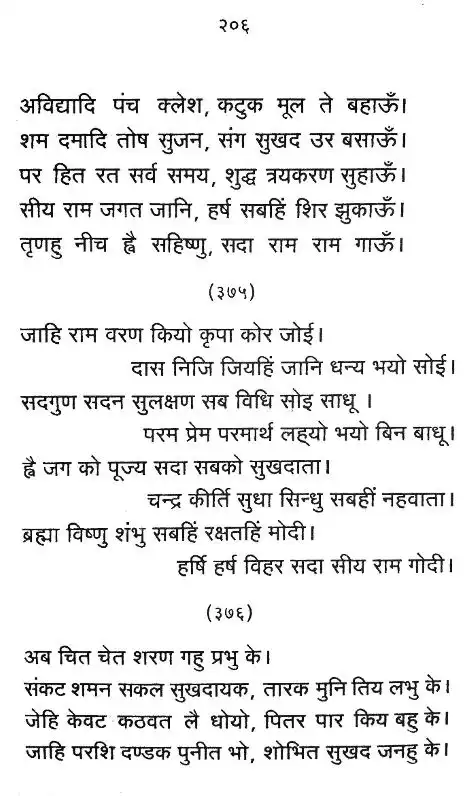 २०६
अविद्यादि पंच क्लेश, कटुक मूल ते बहाऊँ।
शम दमादि तोष सुजन, संग सुखद उर बसाऊँ।
पर हित रत सर्व समय, शुद्ध त्रयकरण सुहाऊँ।
सीय राम जगत जानि, हर्ष सबहिं शिर झुकाऊँ।
तृणहु नीच ह्वै सहिष्णु, सदा राम राम गाऊँ।
(३७५)
जाहि राम वरण कियो कृपा कोर जोई।
दास निजि जियहिं जानि धन्य भयो सोई।
सदगुण सदन सुलक्षण सब विधि सोइ साधू ।
परम प्रेम परमार्थ लह्यो भयो बिन बाधू।
ह्वै जग को पूज्य सदा सबको सुखदाता।
चन्द्र कीर्ति सुधा सिन्धु सबहीं नहवाता।
ब्रह्मा विष्णु शंभु सबहिं रक्षतहिं मोदी।
हर्षि हर्ष विहर सदा सीय राम गोदी।
(३७६)
अब चित चेत शरण गहु प्रभु के।
संकट शमन सकल सुखदायक, तारक मुनि तिय लभु के।
जेहि केवट कठवत लै धोयो, पितर पार किय बहु के।
जाहि परशि दण्डक पुनीत भो, शोभित सुखद जनहु के।